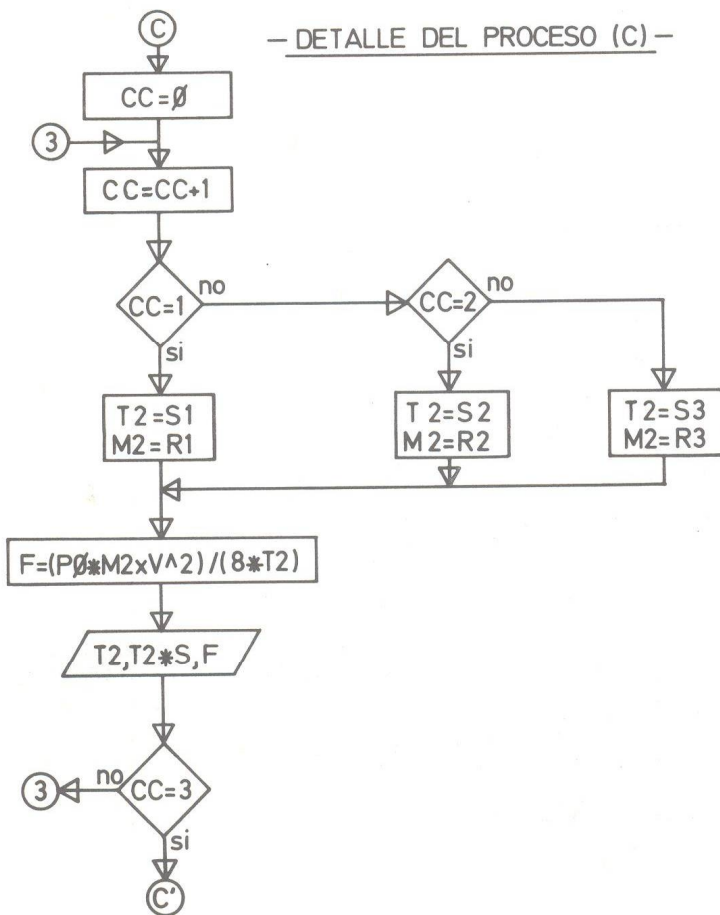 C
— DETALLE DEL PROCESO (C) —
CC=Ø
3
CC=CC+1
CC=1
no
CC=2
no
si
si
T2=S1
M2=R1
T2=S2
M2=R2
T2=S3
M2=R3
F=(PØ*M2xV^2)/(8*T2)
T2,T2*S,F
3
no
CC=3
si
C'